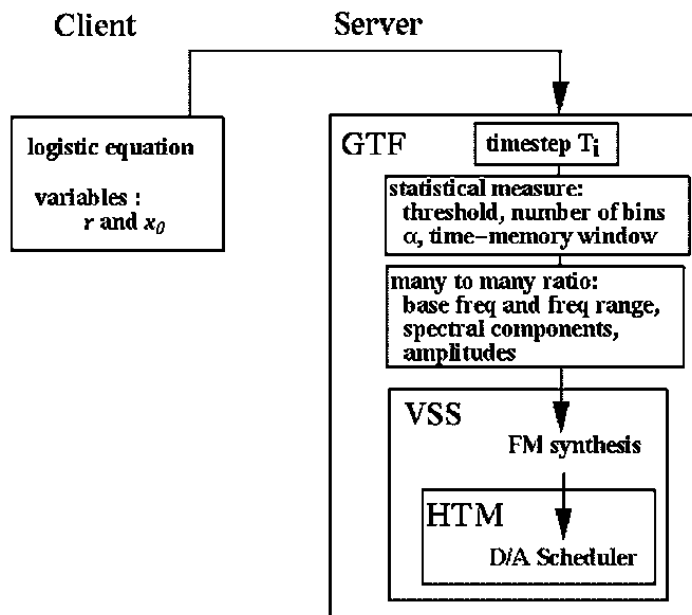 Client
Server
logistic equation
variables :
r and x0
GTF
timestep Ti
statistical measure:
threshold, number of bins
α, time-memory window
many to many ratio:
base freq and freq range,
spectral components,
amplitudes
VSS
FM synthesis
HTM
D/A Scheduler